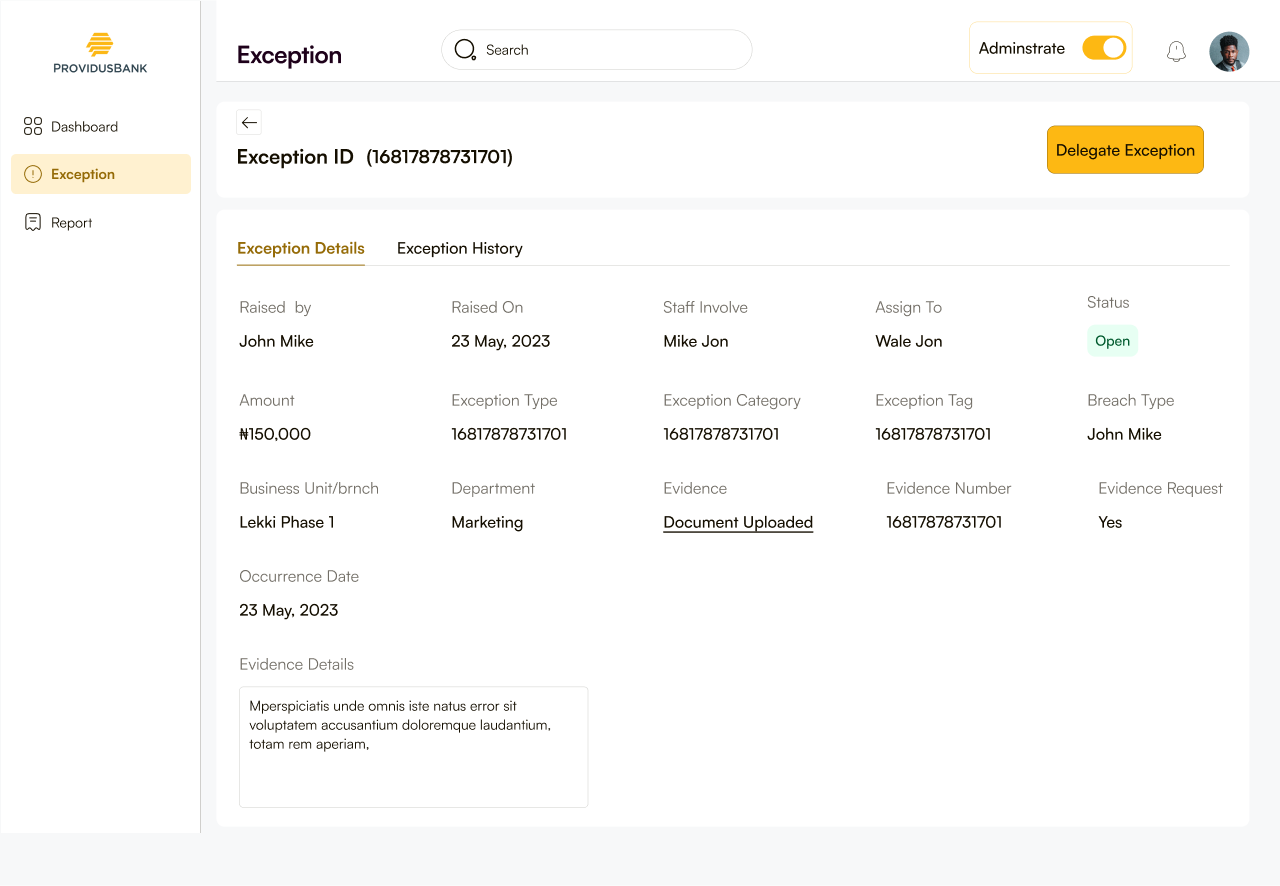 PROVIDUSBANK
Exception
Search
Adminstrate
Dashboard
Exception
Report
Exception ID (16817878731701)
Delegate Exception
Exception Details
Exception History
Raised by
Raised On
Staff Involve
Assign To
Status
John Mike
23 May, 2023
Mike Jon
Wale Jon
Open
Amount
Exception Type
Exception Category
Exception Tag
Breach Type
₦150,000
16817878731701
16817878731701
16817878731701
John Mike
Business Unit/brnch
Department
Evidence
Evidence Number
Evidence Request
Lekki Phase 1
Marketing
Document Uploaded
16817878731701
Yes
Occurrence Date
23 May, 2023
Evidence Details
Mperspiciatis unde omnis iste natus error sit
voluptatem accusantium doloremque laudantium,
totam rem aperiam,